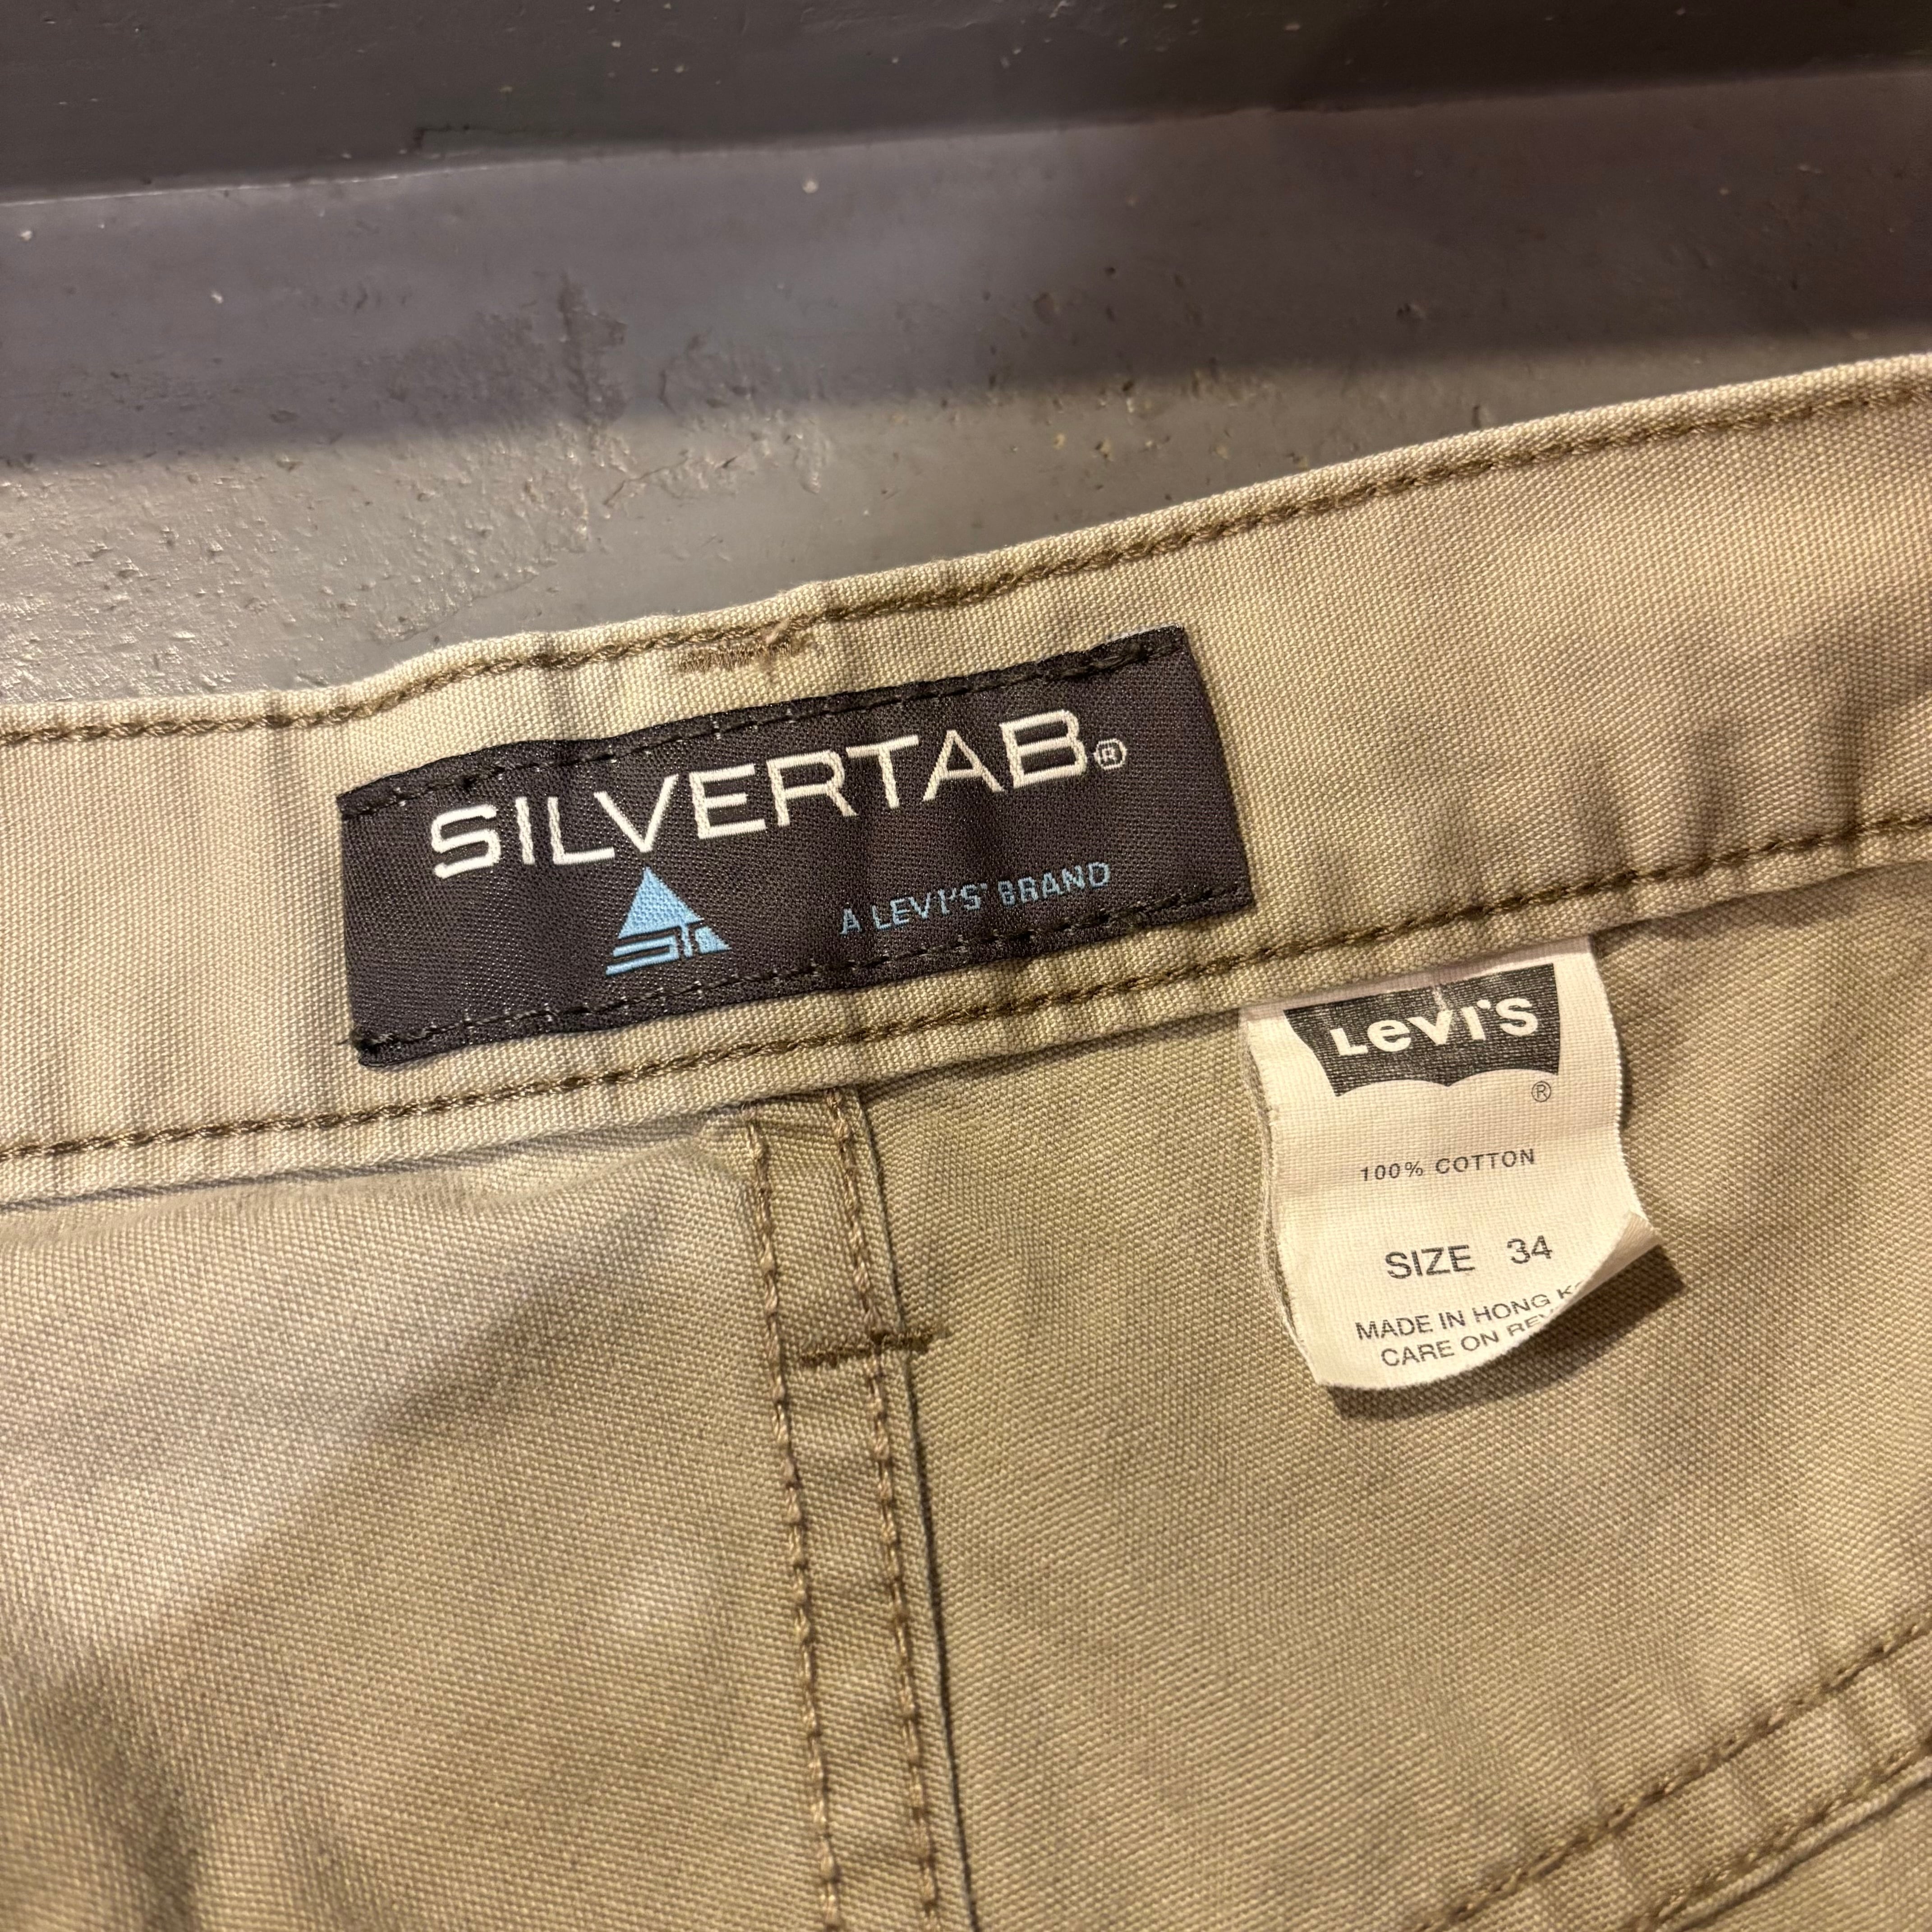 SILVERTAB®
A LEVI'S® BRAND
Levi's
®
100% COTTON
SIZE 34
MADE IN HONG
CARE ON